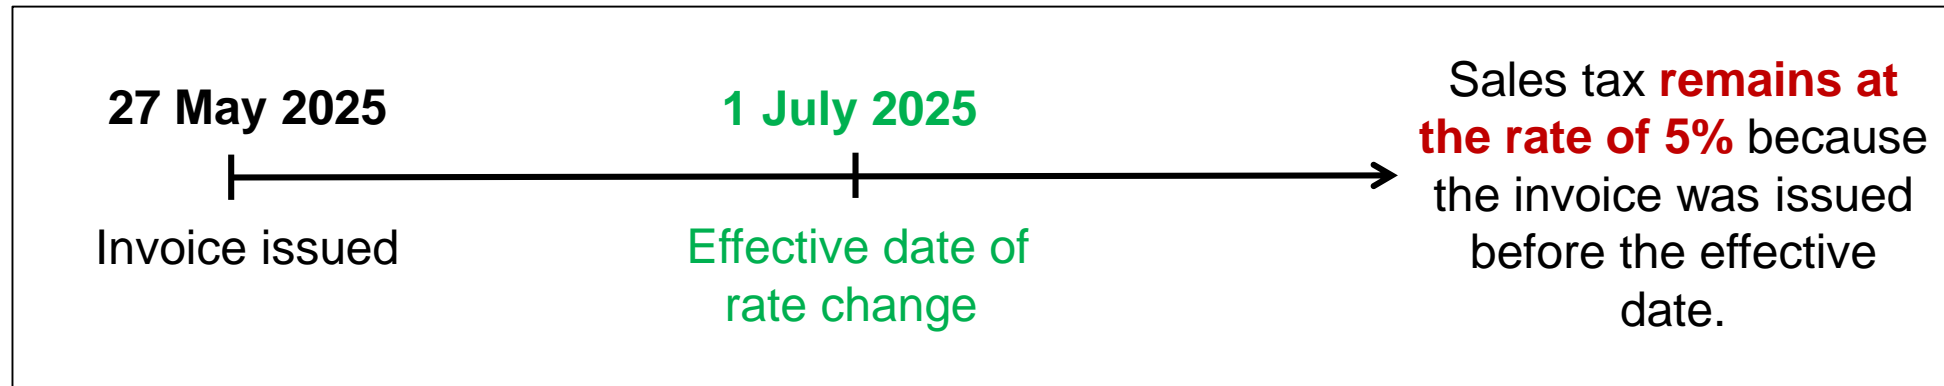 27 May 2025
Invoice issued
1 July 2025
Effective date of
rate change
Sales tax remains at
the rate of 5% because
the invoice was issued
before the effective
date.